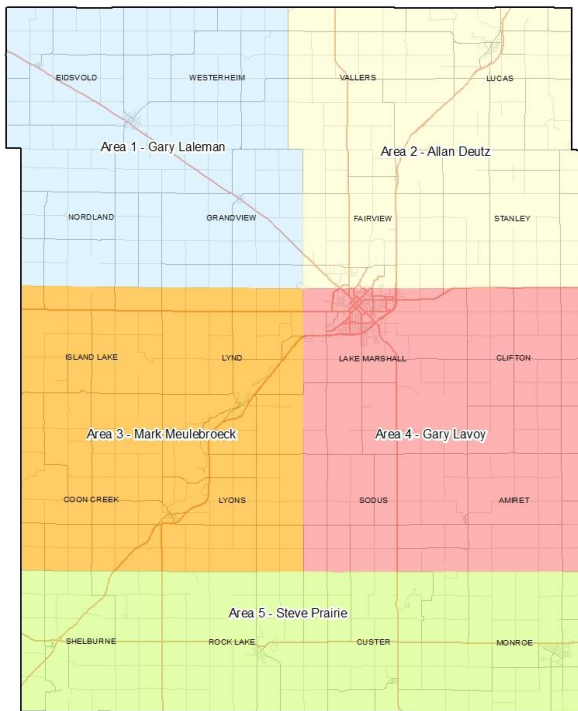 EIDSVOLD
WESTERHEIM
VALLERS
LUCAS
Area 1 - Gary Laleman
Area 2 - Allan Deutz
NORDLAND
GRANDVIEW
FAIRVIEW
STANLEY
ISLAND LAKE
LYND
LAKE MARSHALL
CLIFTON
Area 3 - Mark Meulebroeck
Area 4 - Gary Lavoy
COON CREEK
LYONS
SODUS
AMIRET
Area 5 - Steve Prairie
SHELBURNE
ROCK LAKE
CUSTER
MONROE